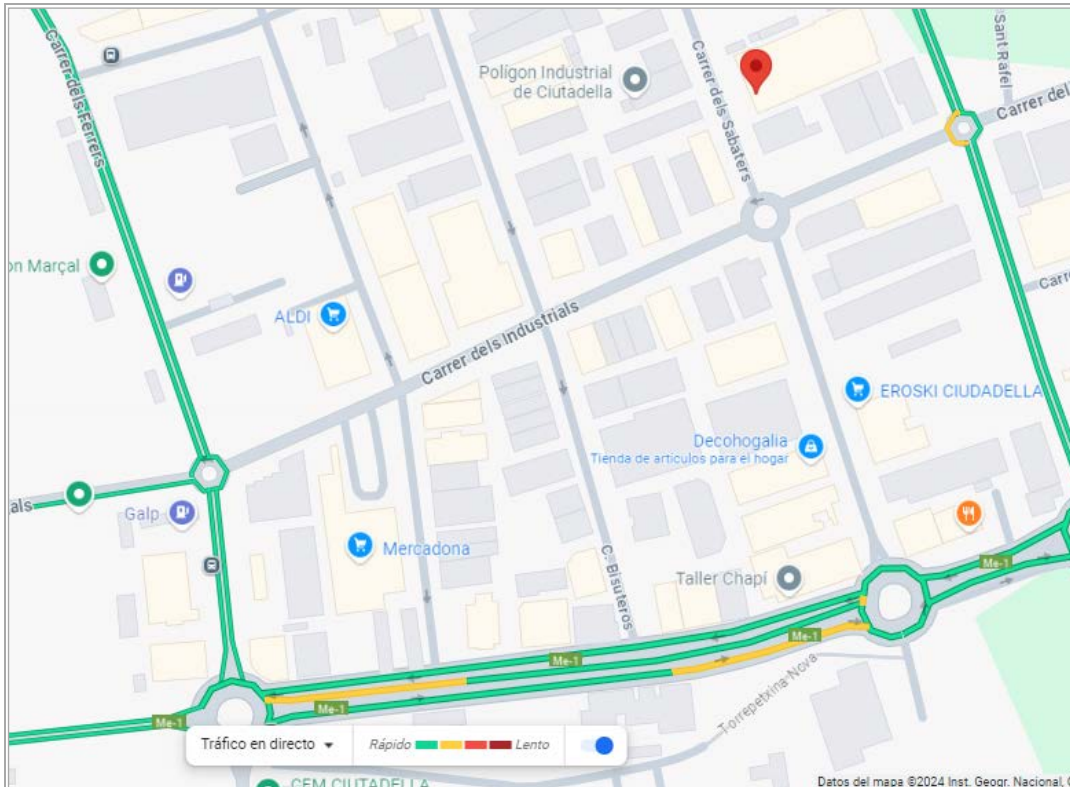 Carrer dels Ferrers
Polígon Industrial
de Ciutadella
Carrer dels Sabaters
Sant Rafel
Carrer del
on Marçal
ALDI
Carrer dels Industrials
Carre
EROSKI CIUDADELLA
Decohogalia
Tienda de artículos para el hogar
als
Galp
Mercadona
C. Bisuteros
Taller Chapí
Me-1
Me-1
Me-1
Me-1
Me-1
Torrepetxina-Nova
Tráfico en directo
Rápido
Lento
CEM CIUTADELLA
Datos del mapa ©2024 Inst. Geogr. Nacional,